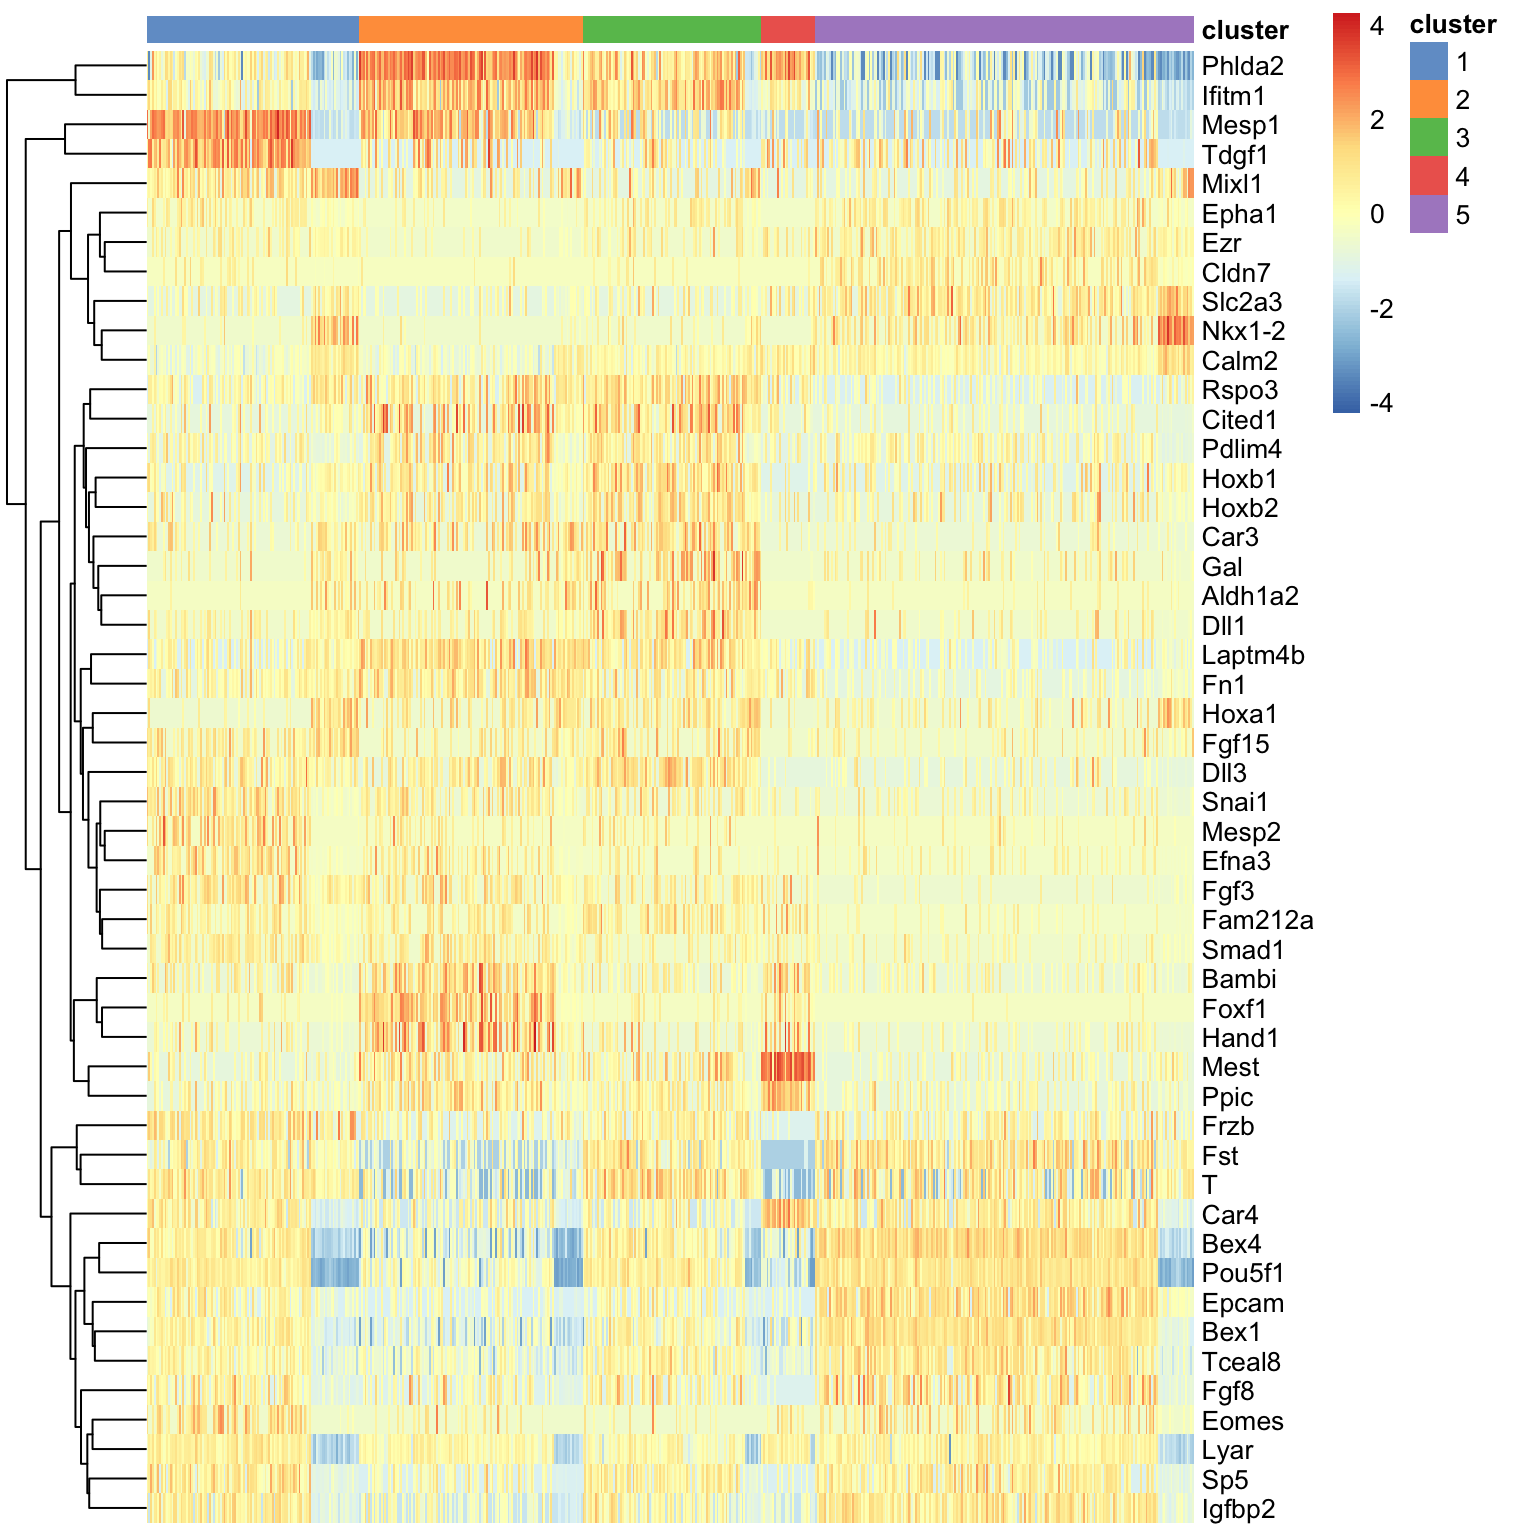 cluster
Phlda2
Ifitm1
Mesp1
Tdgf1
Mixl1
Epha1
Ezr
Cldn7
Slc2a3
Nkx1-2
Calm2
Rspo3
Cited1
Pdlim4
Hoxb1
Hoxb2
Car3
Gal
Aldh1a2
Dll1
Laptm4b
Fn1
Hoxa1
Fgf15
Dll3
Snai1
Mesp2
Efna3
Fgf3
Fam212a
Smad1
Bambi
Foxf1
Hand1
Mest
Ppic
Frzb
Fst
T
Car4
Bex4
Pou5f1
Epcam
Bex1
Tceal8
Fgf8
Eomes
Lyar
Sp5
Igfbp2
4
2
0
-2
-4
cluster
1
2
3
4
5